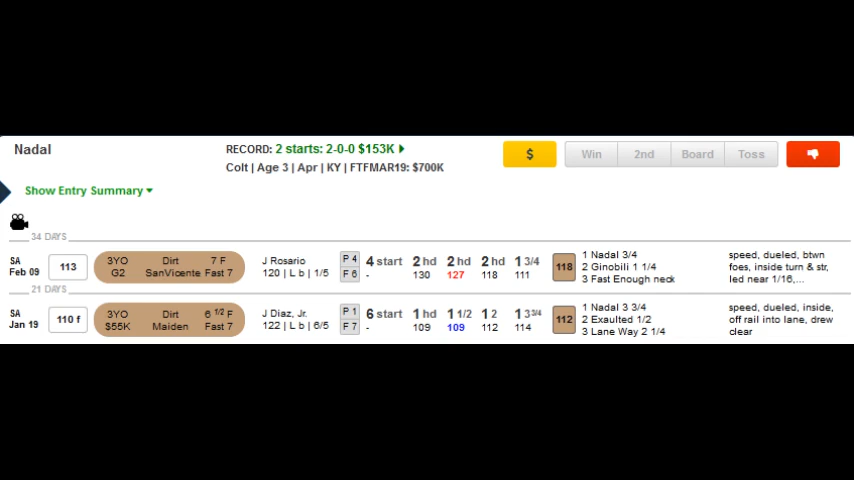 Nadal
RECORD: 2 starts: 2-0-0 $153K
Colt | Age 3 | Apr | KY | FTFMAR19: $700K
$ Win 2nd Board Toss
Show Entry Summary
34 DAYS
SA 113 3YO Dirt 7 F J Rosario P 4 4 start 2 hd 2 hd 2 hd 1 3/4 118 1 Nadal 3/4 speed, dueled, btwn
Feb 09 G2 SanVicente Fast 7 120 | L b | 1/5 F 6 - 130 127 118 111 2 Ginobili 1 1/4 foes, inside turn & str,
3 Fast Enough neck led near 1/16,...
21 DAYS
SA 110 f 3YO Dirt 6 1/2 F J Diaz, Jr. P 1 6 start 1 hd 1 1/2 1 2 1 3 3/4 112 1 Nadal 3 3/4 speed, dueled, inside,
Jan 19 $55K Maiden Fast 7 122 | L b | 6/5 F 7 - 109 109 112 114 2 Exaulted 1/2 off rail into lane, drew
3 Lane Way 2 1/4 clear